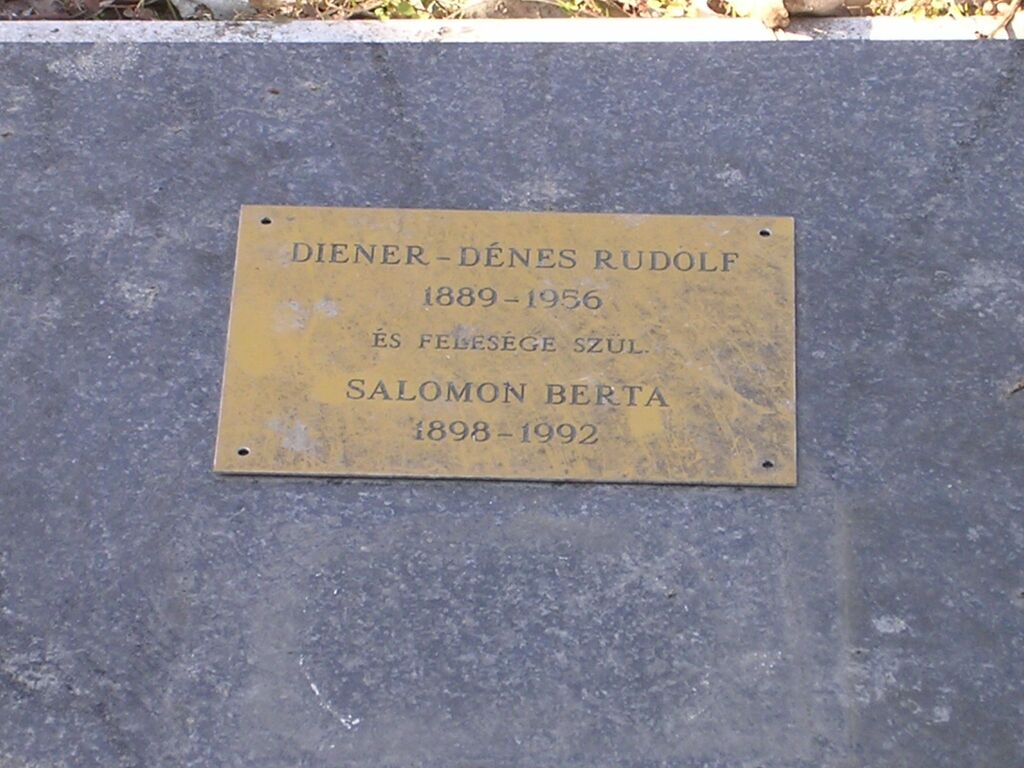 DIENER-DÉNES RUDOLF
1889-1956
ÉS FELESÉGE SZÜL.
SALOMON BERTA
1898-1992